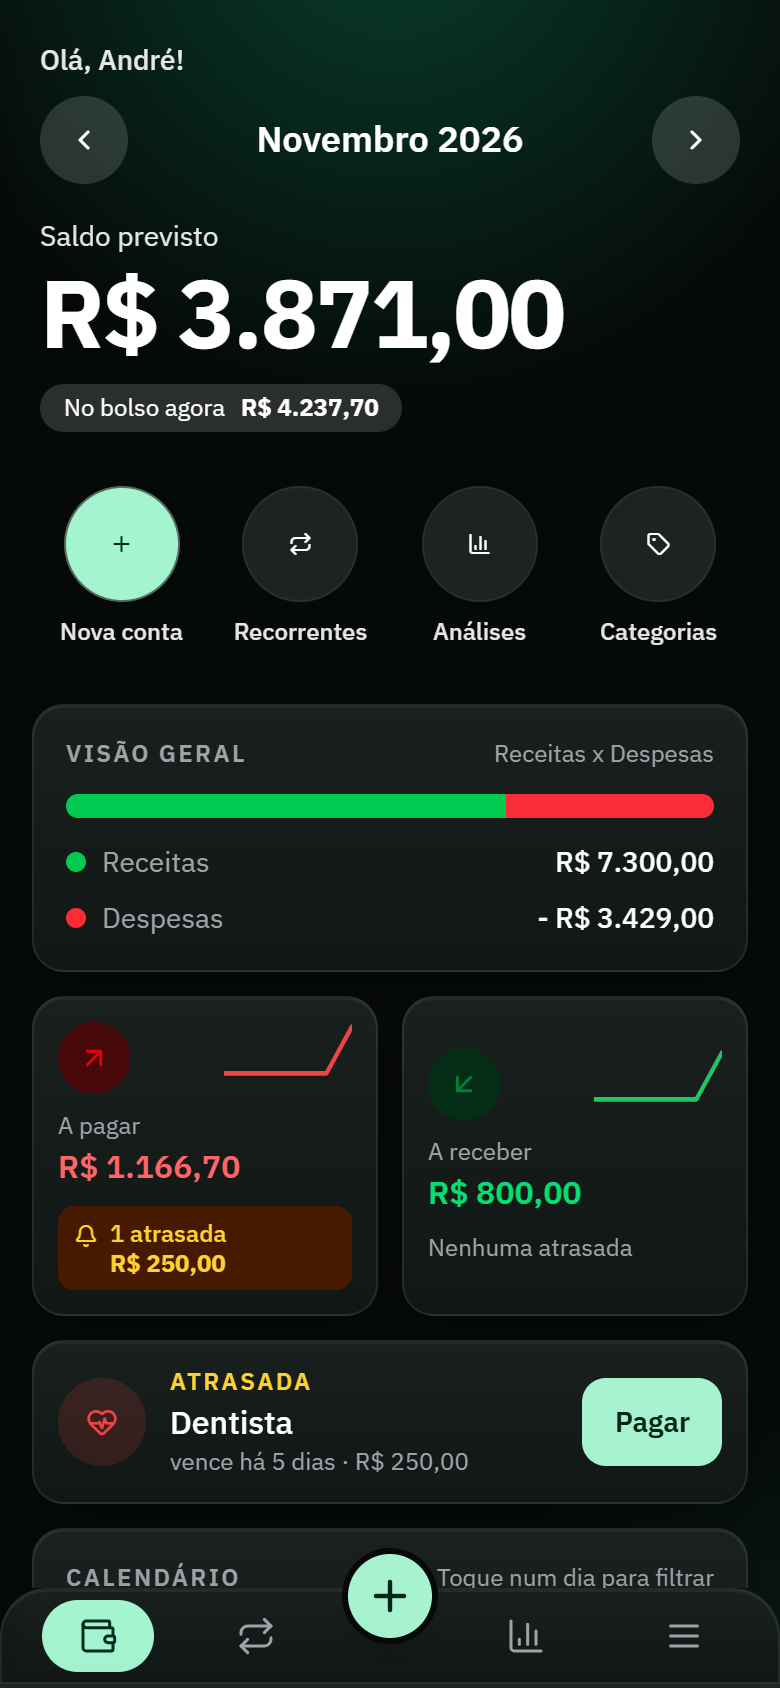 Olá, André!
Novembro 2026
Saldo previsto
R$ 3.871,00
No bolso agora R$ 4.237,70
Nova conta
Recorrentes
Análises
Categorias
VISÃO GERAL
Receitas x Despesas
Receitas
R$ 7.300,00
Despesas
- R$ 3.429,00
A pagar
R$ 1.166,70
1 atrasada
R$ 250,00
A receber
R$ 800,00
Nenhuma atrasada
ATRASADA
Dentista
vence há 5 dias · R$ 250,00
Pagar
CALENDÁRIO
Toque num dia para filtrar